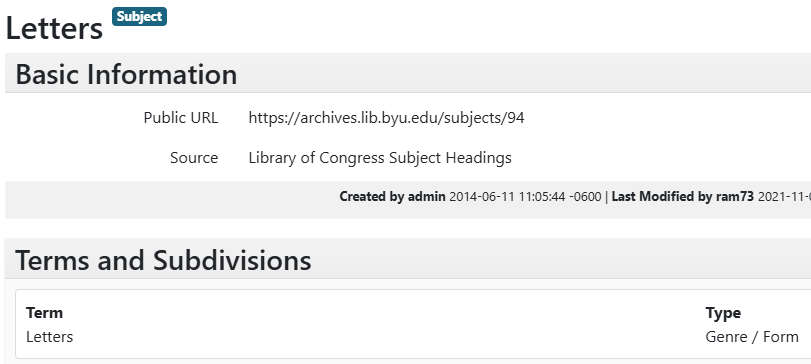 Letters Subject
Basic Information
Public URL https://archives.lib.byu.edu/subjects/94
Source Library of Congress Subject Headings
Created by admin 2014-06-11 11:05:44 -0600 | Last Modified by ram73 2021-11-
Terms and Subdivisions
Term Type
Letters Genre / Form